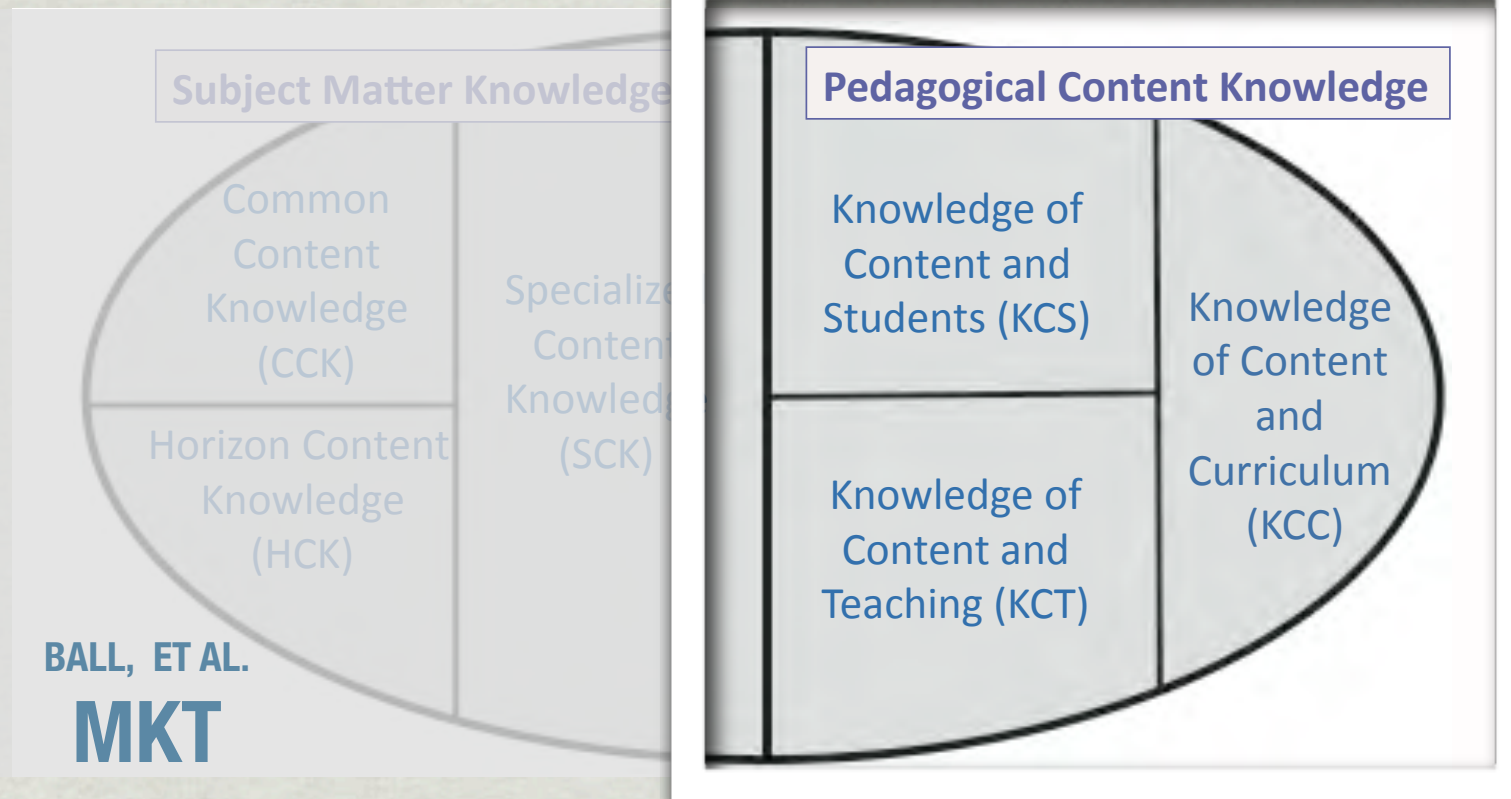 Subject Matter Knowledge
Common
Content
Knowledge
(CCK)
Horizon Content
Knowledge
(HCK)
Specialize
Content
Knowledge
(SCK)
BALL, ET AL.
MKT
Pedagogical Content Knowledge
Knowledge of
Content and
Students (KCS)
Knowledge of
Content and
Teaching (KCT)
Knowledge
of Content
and
Curriculum
(KCC)